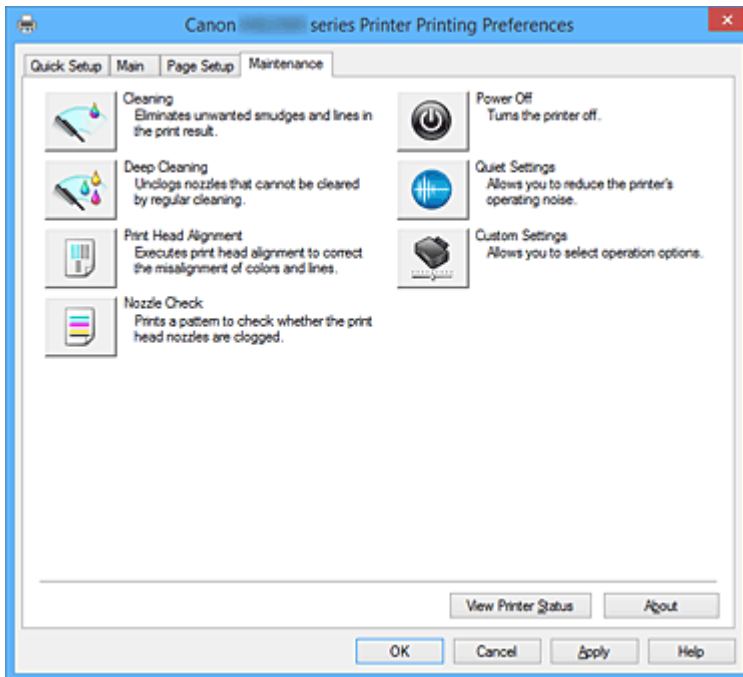 Canon series Printer Printing Preferences
Quick Setup Main Page Setup Maintenance
Cleaning
Eliminates unwanted smudges and lines in
the print result.
Power Off
Turns the printer off.
Deep Cleaning
Unclogs nozzles that cannot be cleared
by regular cleaning.
Quiet Settings
Allows you to reduce the printer's
operating noise.
Print Head Alignment
Executes print head alignment to correct
the misalignment of colors and lines.
Custom Settings
Allows you to select operation options.
Nozzle Check
Prints a pattern to check whether the print
head nozzles are clogged.
View Printer Status About
OK Cancel Apply Help